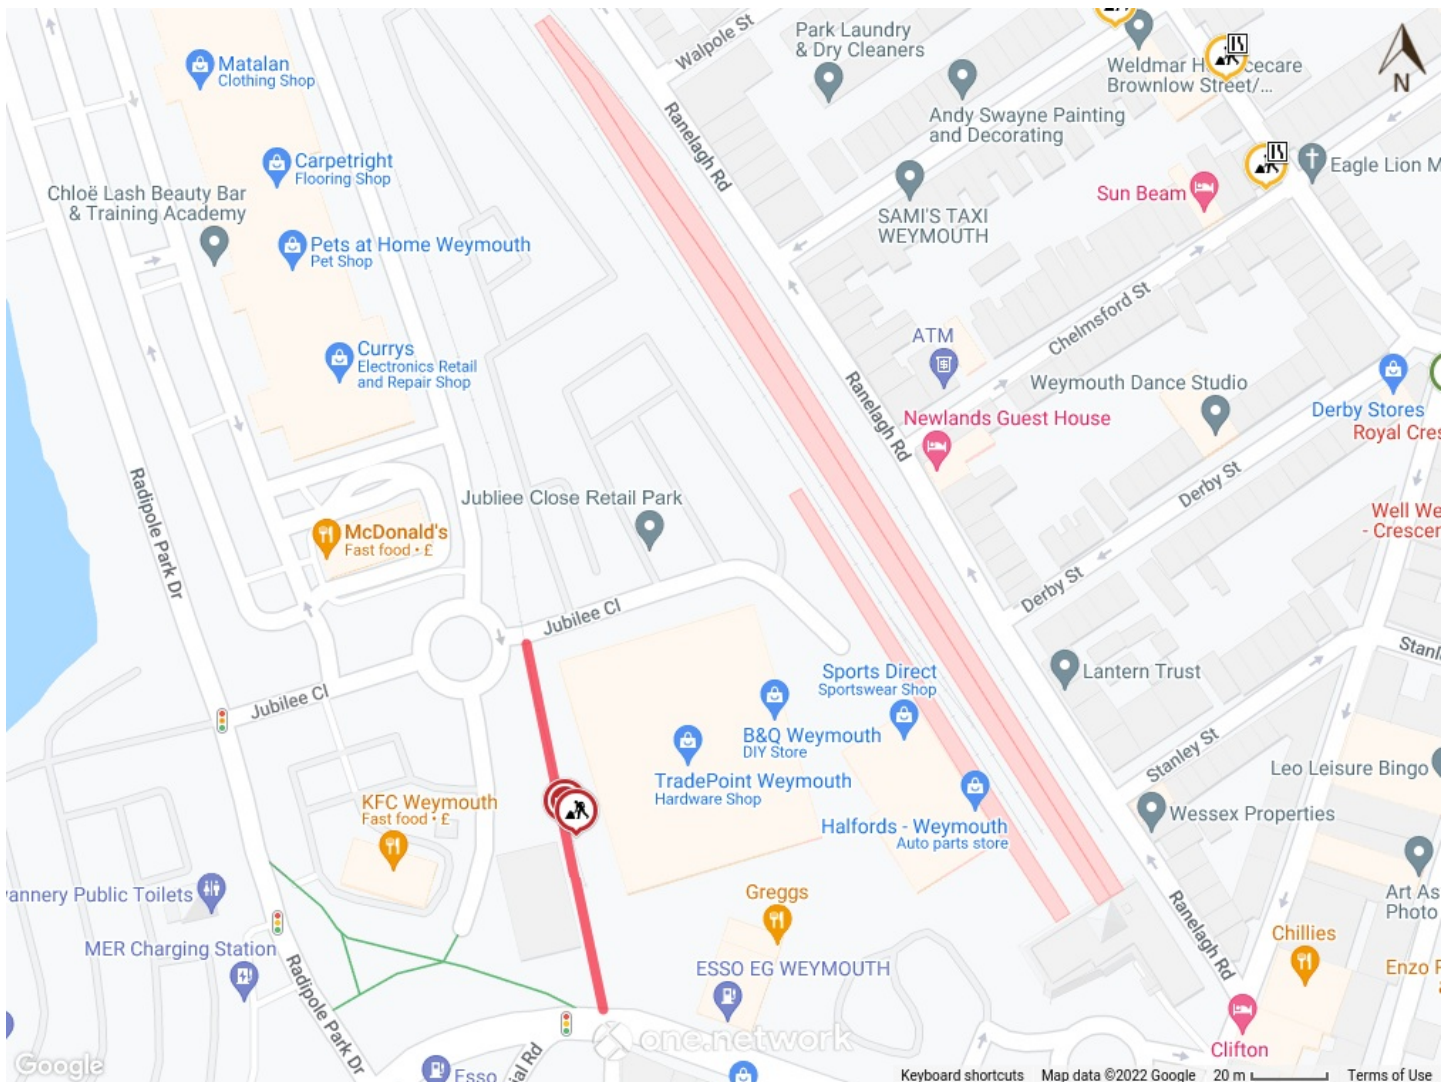 Matalan
Clothing Shop
Carpetright
Flooring Shop
Chloë Lash Beauty Bar
& Training Academy
Pets at Home Weymouth
Pet Shop
Currys
Electronics Retail
and Repair Shop
Walpole St
Park Laundry
& Dry Cleaners
Andy Swayne Painting
and Decorating
Weldmar H
cecare
Brownlow Street/...
N
Ranelagh Rd
SAMI'S TAXI
WEYMOUTH
Sun Beam
Eagle Lion M
Chelmsford St
ATM
Weymouth Dance Studio
Derby Stores
Royal Cres
Newlands Guest House
Ranelagh Rd
Derby St
Well We
- Crescen
Radipole Park Dr
McDonald's
Fast food • £
Jubliee Close Retail Park
Jubilee Cl
Derby St
Stanl
Lantern Trust
Jubilee Cl
Sports Direct
Sportswear Shop
B&Q Weymouth
DIY Store
TradePoint Weymouth
Hardware Shop
Stanley St
Leo Leisure Bingo
Wessex Properties
KFC Weymouth
Fast food • £
Halfords - Weymouth
Auto parts store
annery Public Toilets
Greggs
Art As
Photo
MER Charging Station
ESSO EG WEYMOUTH
Ranelagh Rd
Chillies
Enzo
Radipole Park Dr
one.network
Clifton
Google
Esso
ial Rd
Keyboard shortcuts
Map data ©2022 Google
20 m
Terms of Use